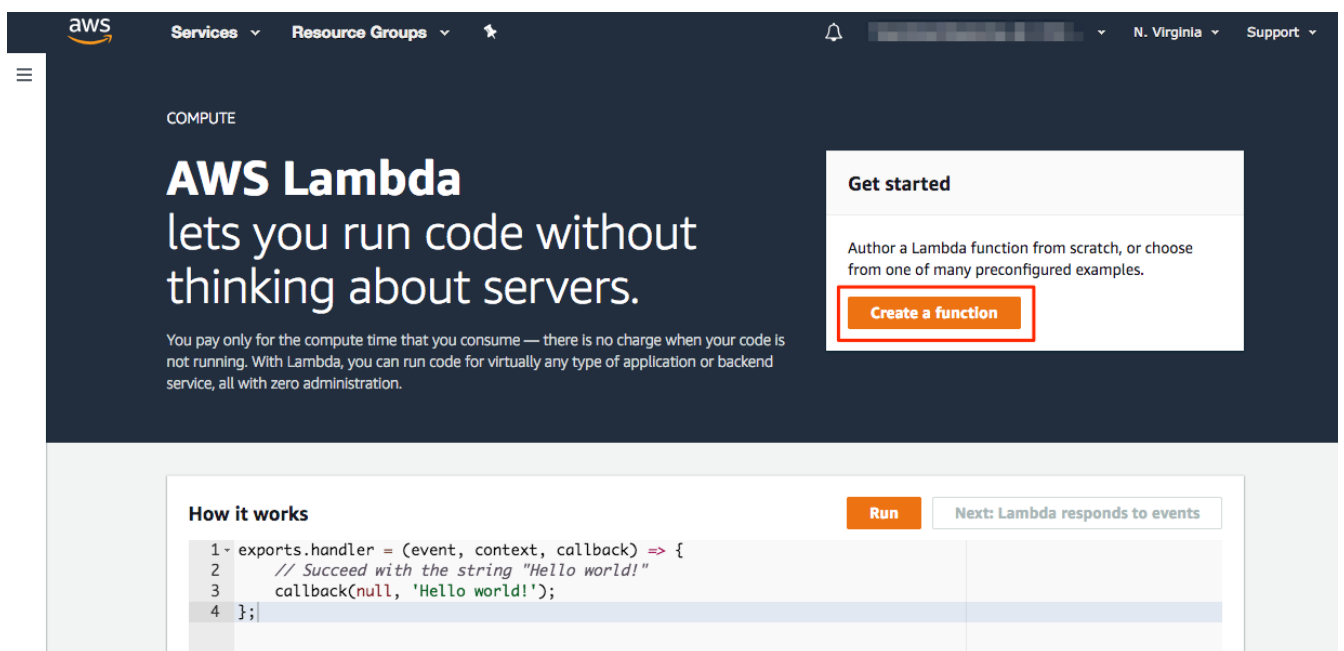 aws Services Resource Groups N. Virginia Support
COMPUTE
AWS Lambda
lets you run code without
thinking about servers.
You pay only for the compute time that you consume — there is no charge when your code is
not running. With Lambda, you can run code for virtually any type of application or backend
service, all with zero administration.
Get started
Author a Lambda function from scratch, or choose
from one of many preconfigured examples.
Create a function
How it works
Run
Next: Lambda responds to events
1 exports.handler = (event, context, callback) => {
2 // Succeed with the string "Hello world!"
3 callback(null, 'Hello world!');
4 };